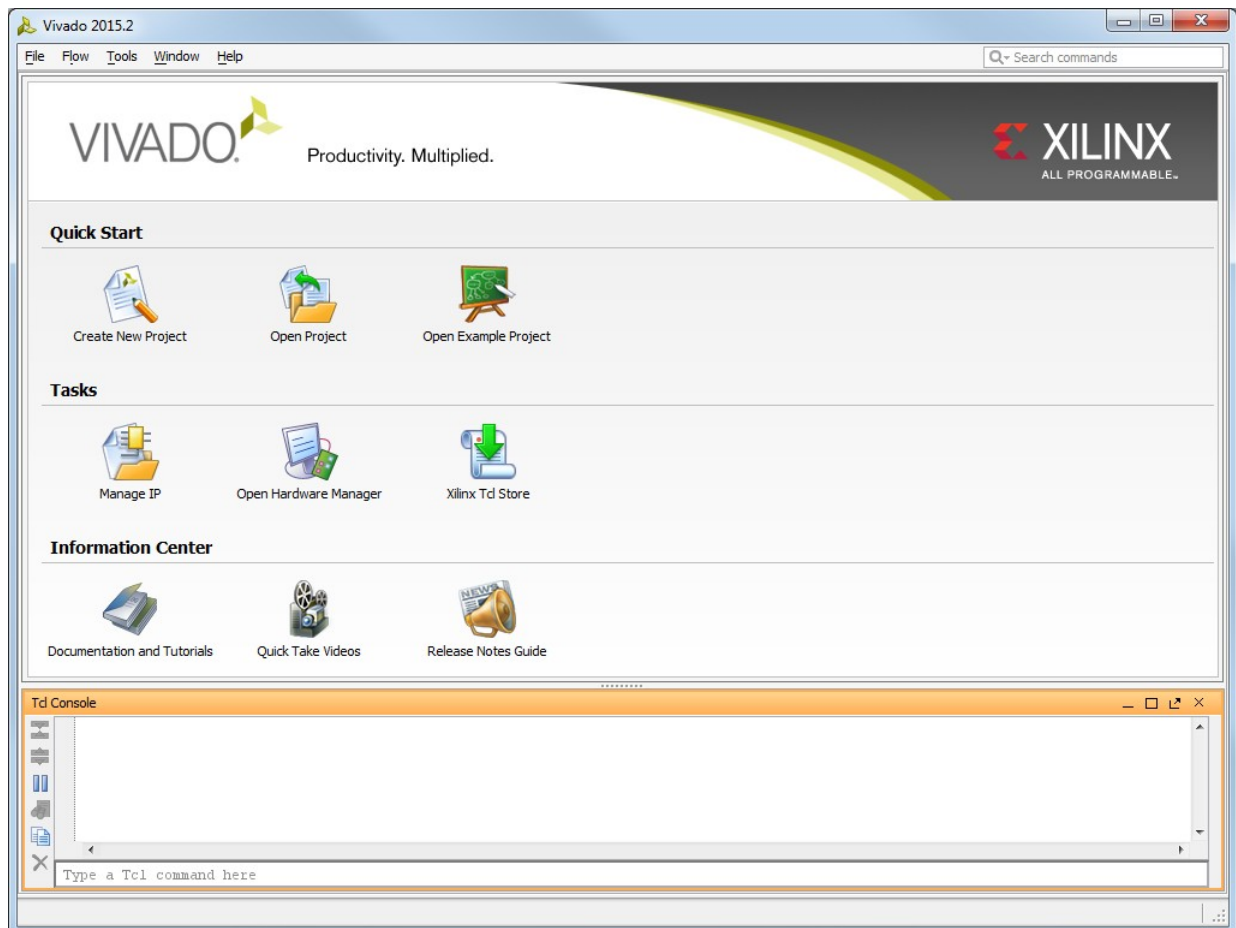 Vivado 2015.2
File Flow Tools Window Help
Search commands
VIVADO.
Productivity. Multiplied.
XILINX
ALL PROGRAMMABLE™
Quick Start
Create New Project
Open Project
Open Example Project
Tasks
Manage IP
Open Hardware Manager
Xilinx Tcl Store
Information Center
NEWS
Documentation and Tutorials
Quick Take Videos
Release Notes Guide
Tcl Console
Type a Tcl command here